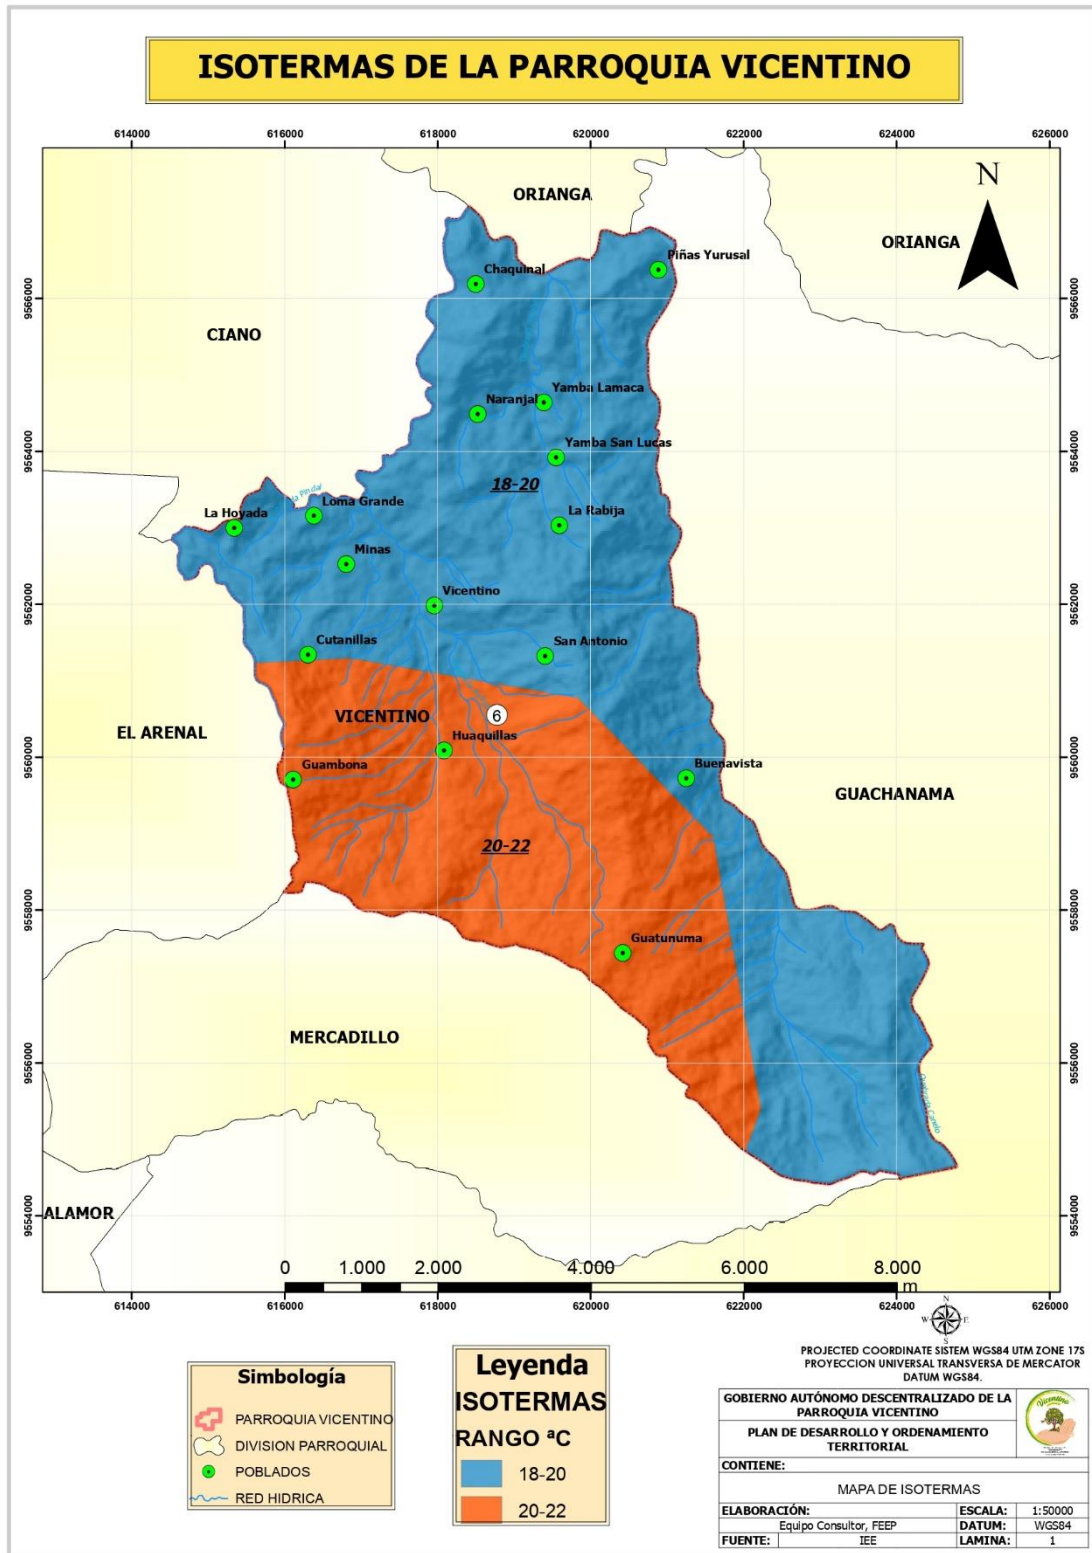 ISOTERMAS DE LA PARROQUIA VICENTINO
614000 616000 618000 620000 622000 624000 626000
ORIANGA
N
ORIANGA
Piñas Yurusal
Chaquinal
9566000
9566000
CIANO
Yamba Lamaca
Naranjal
Yamba San Lucas
9564000
9564000
18-20
La Hoyada
Loma Grande
La Rabija
Minas
Vicentino
9562000
9562000
Cutanillas
San Antonio
VICENTINO
6
EL ARENAL
Huaquillas
9560000
9560000
Guambona
Buenavista
GUACHANAMA
20-22
9558000
9558000
Guatunuma
MERCADILLO
9556000
9556000
Quebrada Canelo
ALAMOR
9554000
9554000
0 1.000 2.000 4.000 6.000 8.000
m
614000 616000 618000 620000 622000 624000 626000
N
W E
S
PROJECTED COORDINATE SISTEM WGS84 UTM ZONE 17S
PROYECCION UNIVERSAL TRANSVERSA DE MERCATOR
DATUM WGS84.
Simbología
PARROQUIA VICENTINO
DIVISION PARROQUIAL
POBLADOS
RED HIDRICA
Leyenda
ISOTERMAS
RANGO ªC
18-20
20-22
GOBIERNO AUTÓNOMO DESCENTRALIZADO DE LA
PARROQUIA VICENTINO
PLAN DE DESARROLLO Y ORDENAMIENTO
TERRITORIAL
Vicentino
CONTIENE:
MAPA DE ISOTERMAS
ELABORACIÓN: ESCALA: 1:50000
Equipo Consultor, FEEP DATUM: WGS84
FUENTE: IEE LAMINA: 1